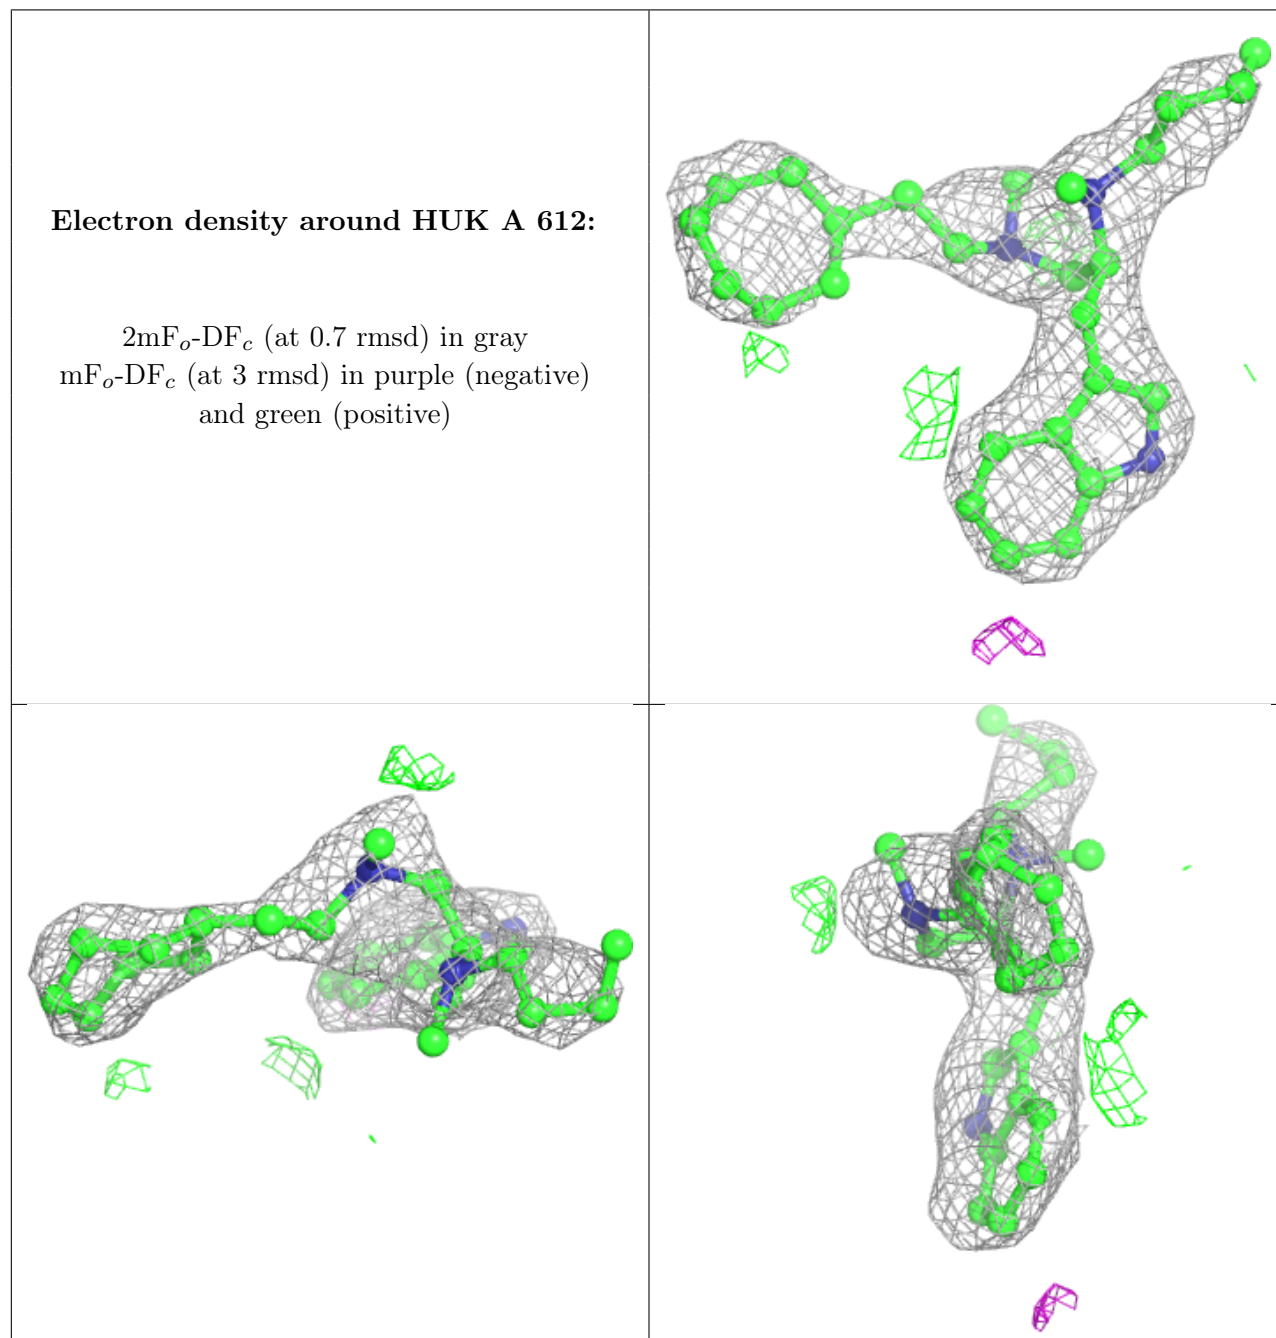 Electron density around HUK A 612:
2mFₒ-DF𝒸 (at 0.7 rmsd) in gray
mFₒ-DF𝒸 (at 3 rmsd) in purple (negative)
and green (positive)